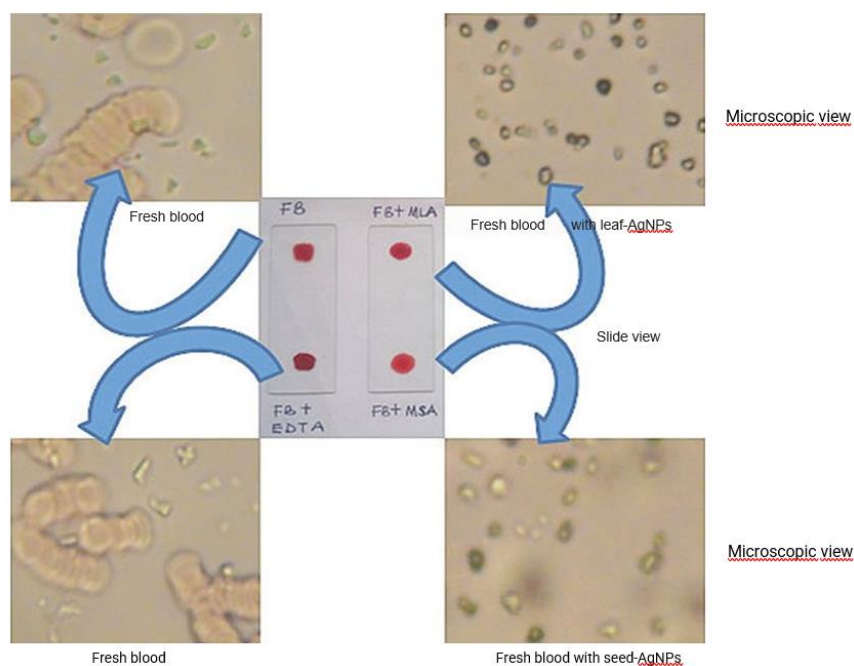 Microscopic view
Fresh blood
Fresh blood with leaf-AgNPs
FB
FB+MLA
Slide view
FB+
EDTA
FB+MSA
Microscopic view
Fresh blood
Fresh blood with seed-AgNPs